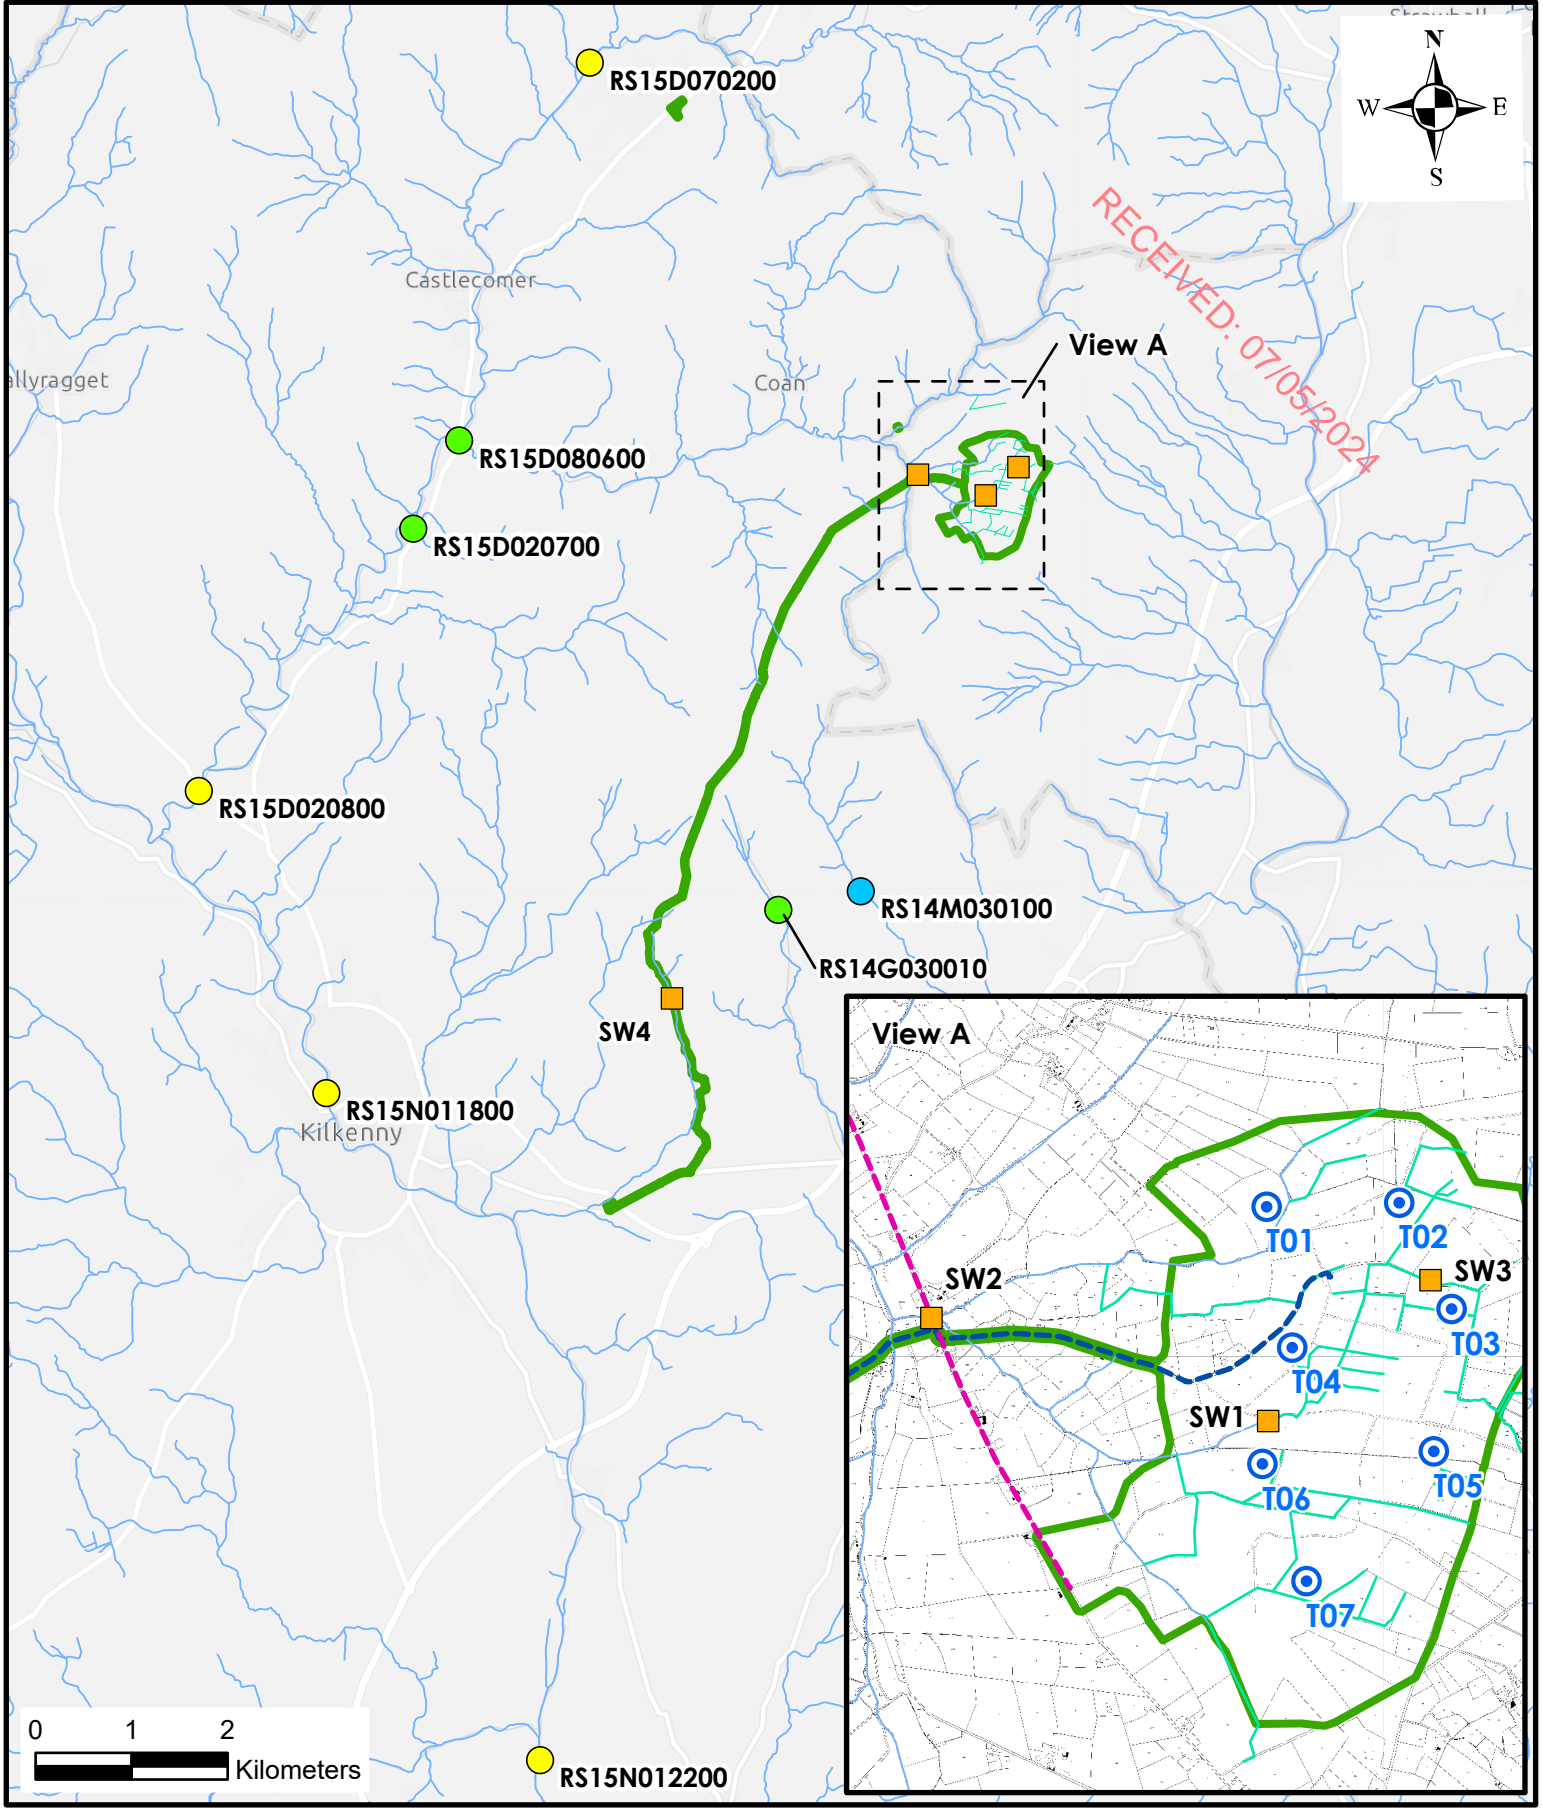 N
W E
S
RS15D070200
RECEIVED: 07/05/2024
Castlecomer
View A
allyragget
Coan
RS15D080600
RS15D020700
RS15D020800
RS14M030100
RS14G030010
SW4
RS15N011800
Kilkenny
View A
T01
T02
SW2
SW3
T03
T04
SW1
T05
T06
T07
0 1 2
Kilometers
RS15N012200